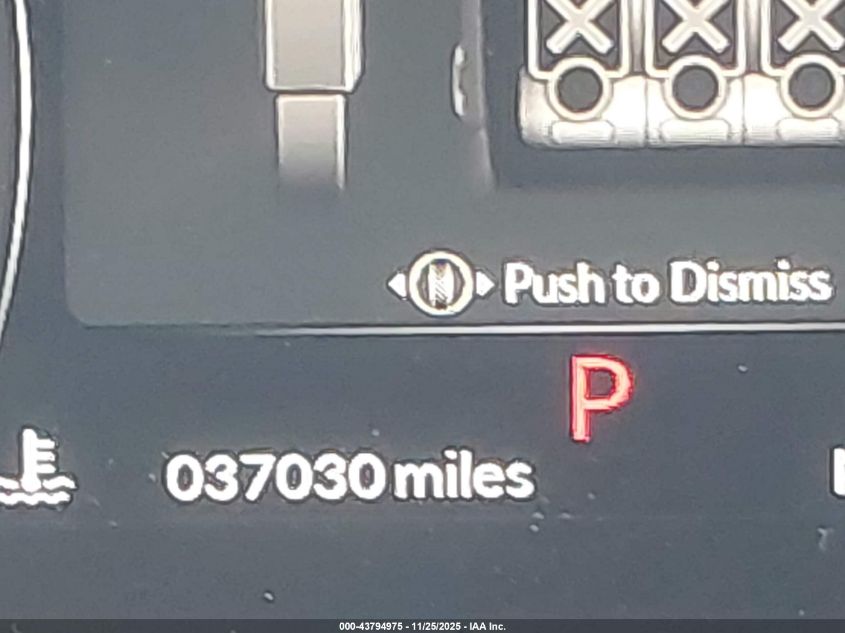 Push to Dismiss
P
037030 miles
000-43794975 - 11/25/2025 - IAA Inc.